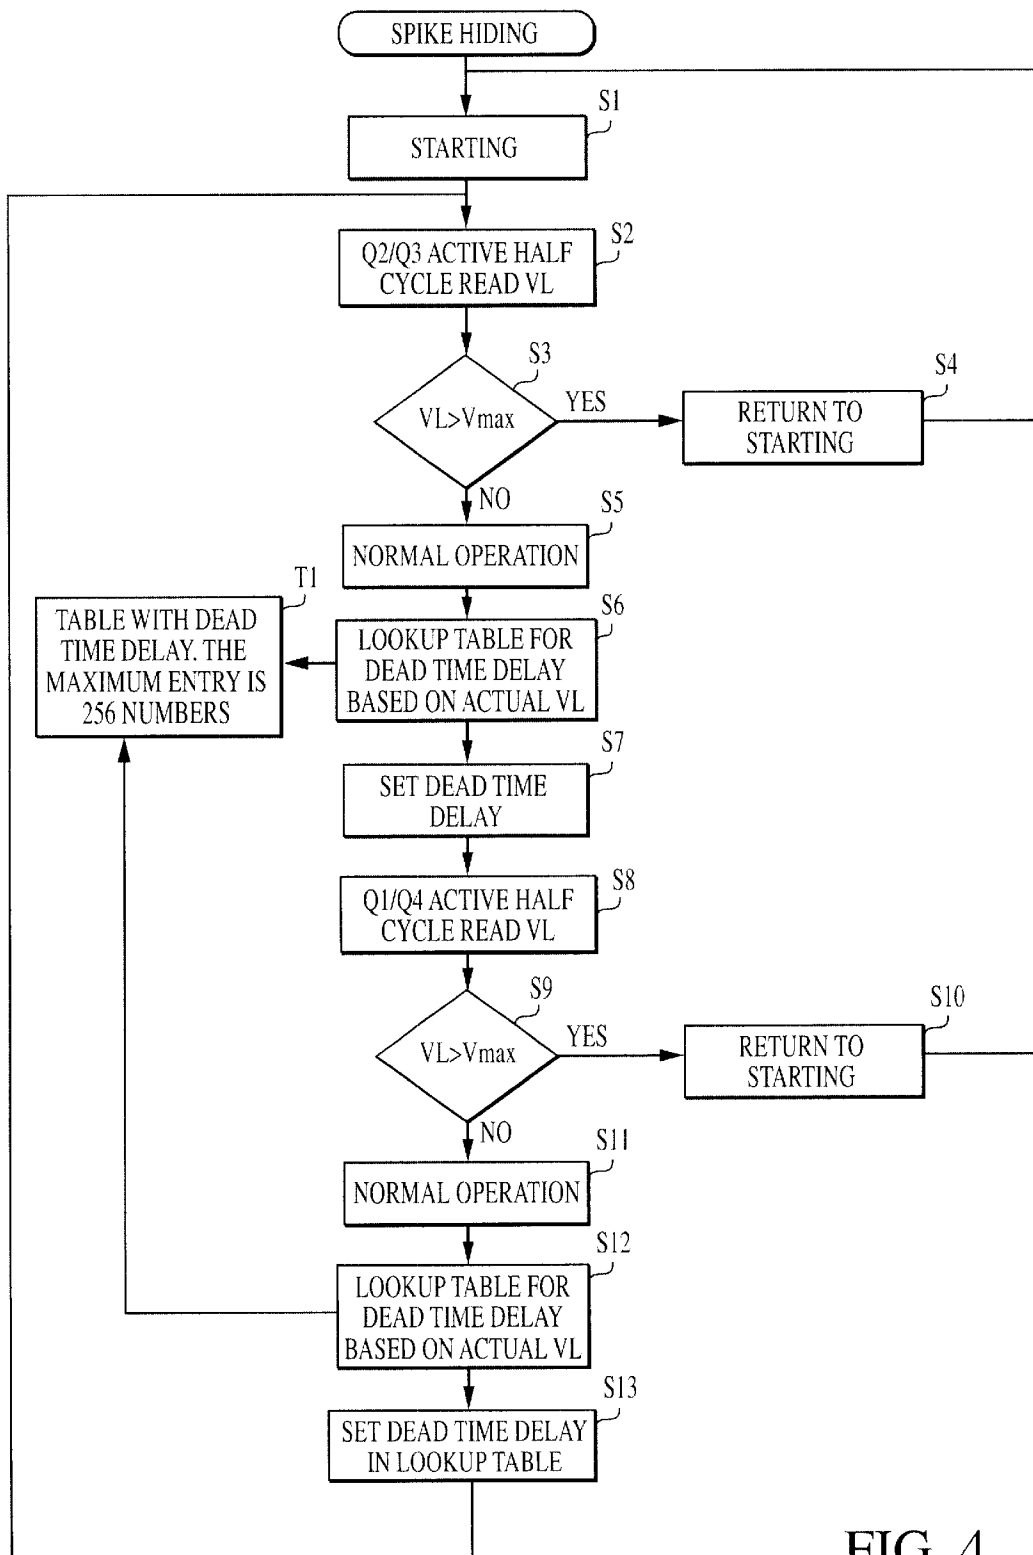 SPIKE HIDING
S1
STARTING
S2
Q2/Q3 ACTIVE HALF
CYCLE READ VL
S3
VL>Vmax
YES
S4
RETURN TO
STARTING
NO
S5
NORMAL OPERATION
T1
TABLE WITH DEAD
TIME DELAY. THE
MAXIMUM ENTRY IS
256 NUMBERS
S6
LOOKUP TABLE FOR
DEAD TIME DELAY
BASED ON ACTUAL VL
S7
SET DEAD TIME
DELAY
S8
Q1/Q4 ACTIVE HALF
CYCLE READ VL
S9
VL>Vmax
YES
S10
RETURN TO
STARTING
NO
S11
NORMAL OPERATION
S12
LOOKUP TABLE FOR
DEAD TIME DELAY
BASED ON ACTUAL VL
S13
SET DEAD TIME DELAY
IN LOOKUP TABLE
FIG. 4